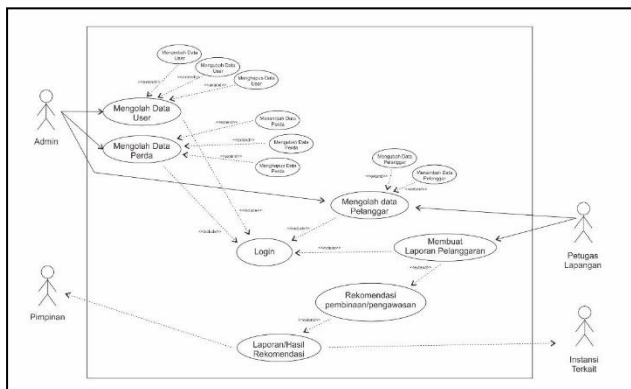 Menambah Data
User
Mengubah Data
User
Menghapus Data
User
Mengolah Data
User
Admin
Mengolah Data
Perda
Menambah Data
Perda
Mengubah Data
Perda
Menghapus Data
Perda
Mengubah Data
Pelanggar
Menambah Data
Pelanggar
Mengolah data
Pelanggar
Login
Membuat
Laporan Pelanggaran
Petugas
Lapangan
Rekomendasi
pembinaan/pengawasan
Pimpinan
Laporan/Hasil
Rekomendasi
Instansi
Terkait